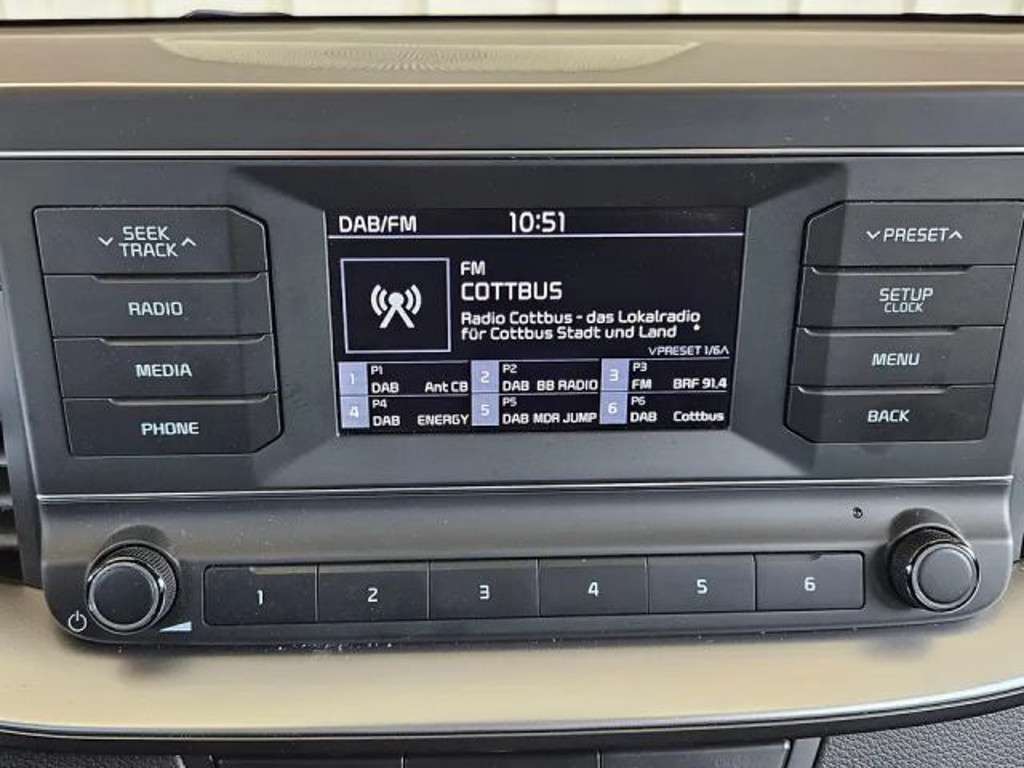 DAB/FM 10:51
FM
COTTBUS
Radio Cottbus - das Lokalradio
für Cottbus Stadt und Land
PRESET 1/6
1 P1 DAB Ant CB
2 P2 DAB BB RADIO
3 P3 FM BRF 91.4
4 P4 DAB ENERGY
5 P5 DAB MDR JUMP
6 P6 DAB Cottbus
SEEK
TRACK
RADIO
MEDIA
PHONE
PRESET
SETUP
CLOCK
MENU
BACK
1 2 3 4 5 6